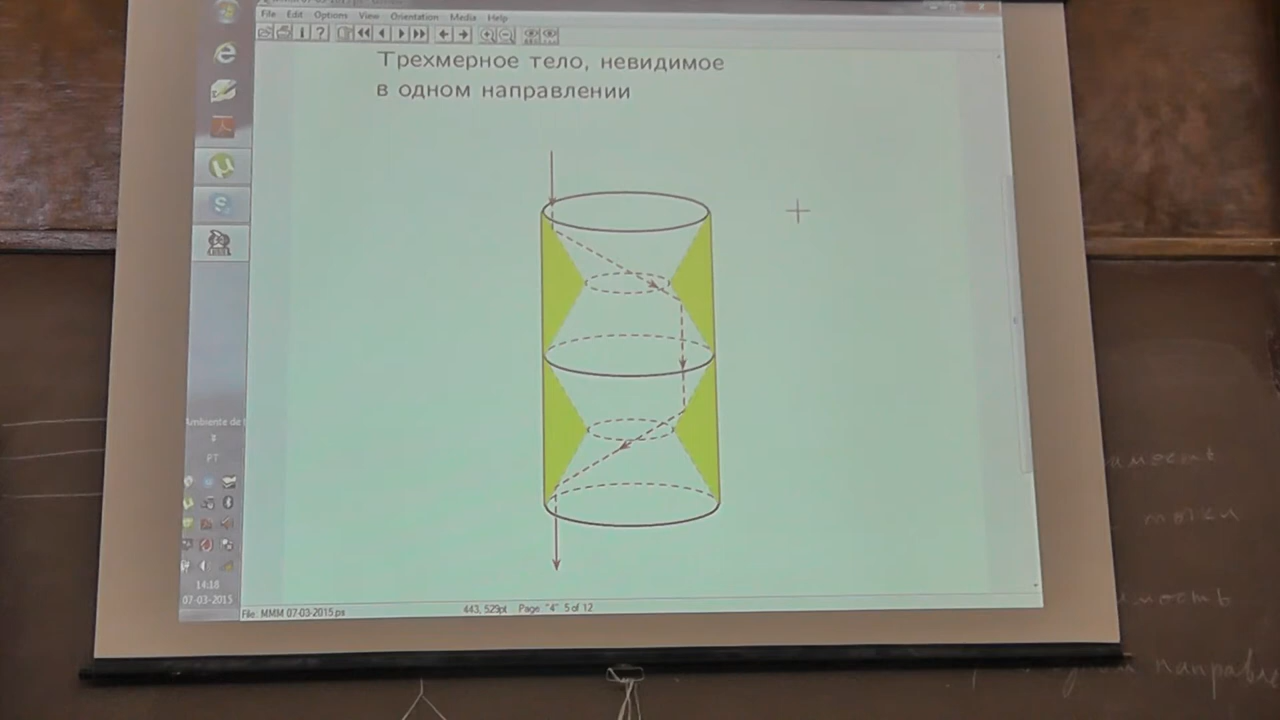 File Edit Options View Orientation Media Help
Трехмерное тело, невидимое
в одном направлении
PT
14:18
07-03-2015
File: MMM 07-03-2015.ps
443, 529pt Page: "4" 5 of 12